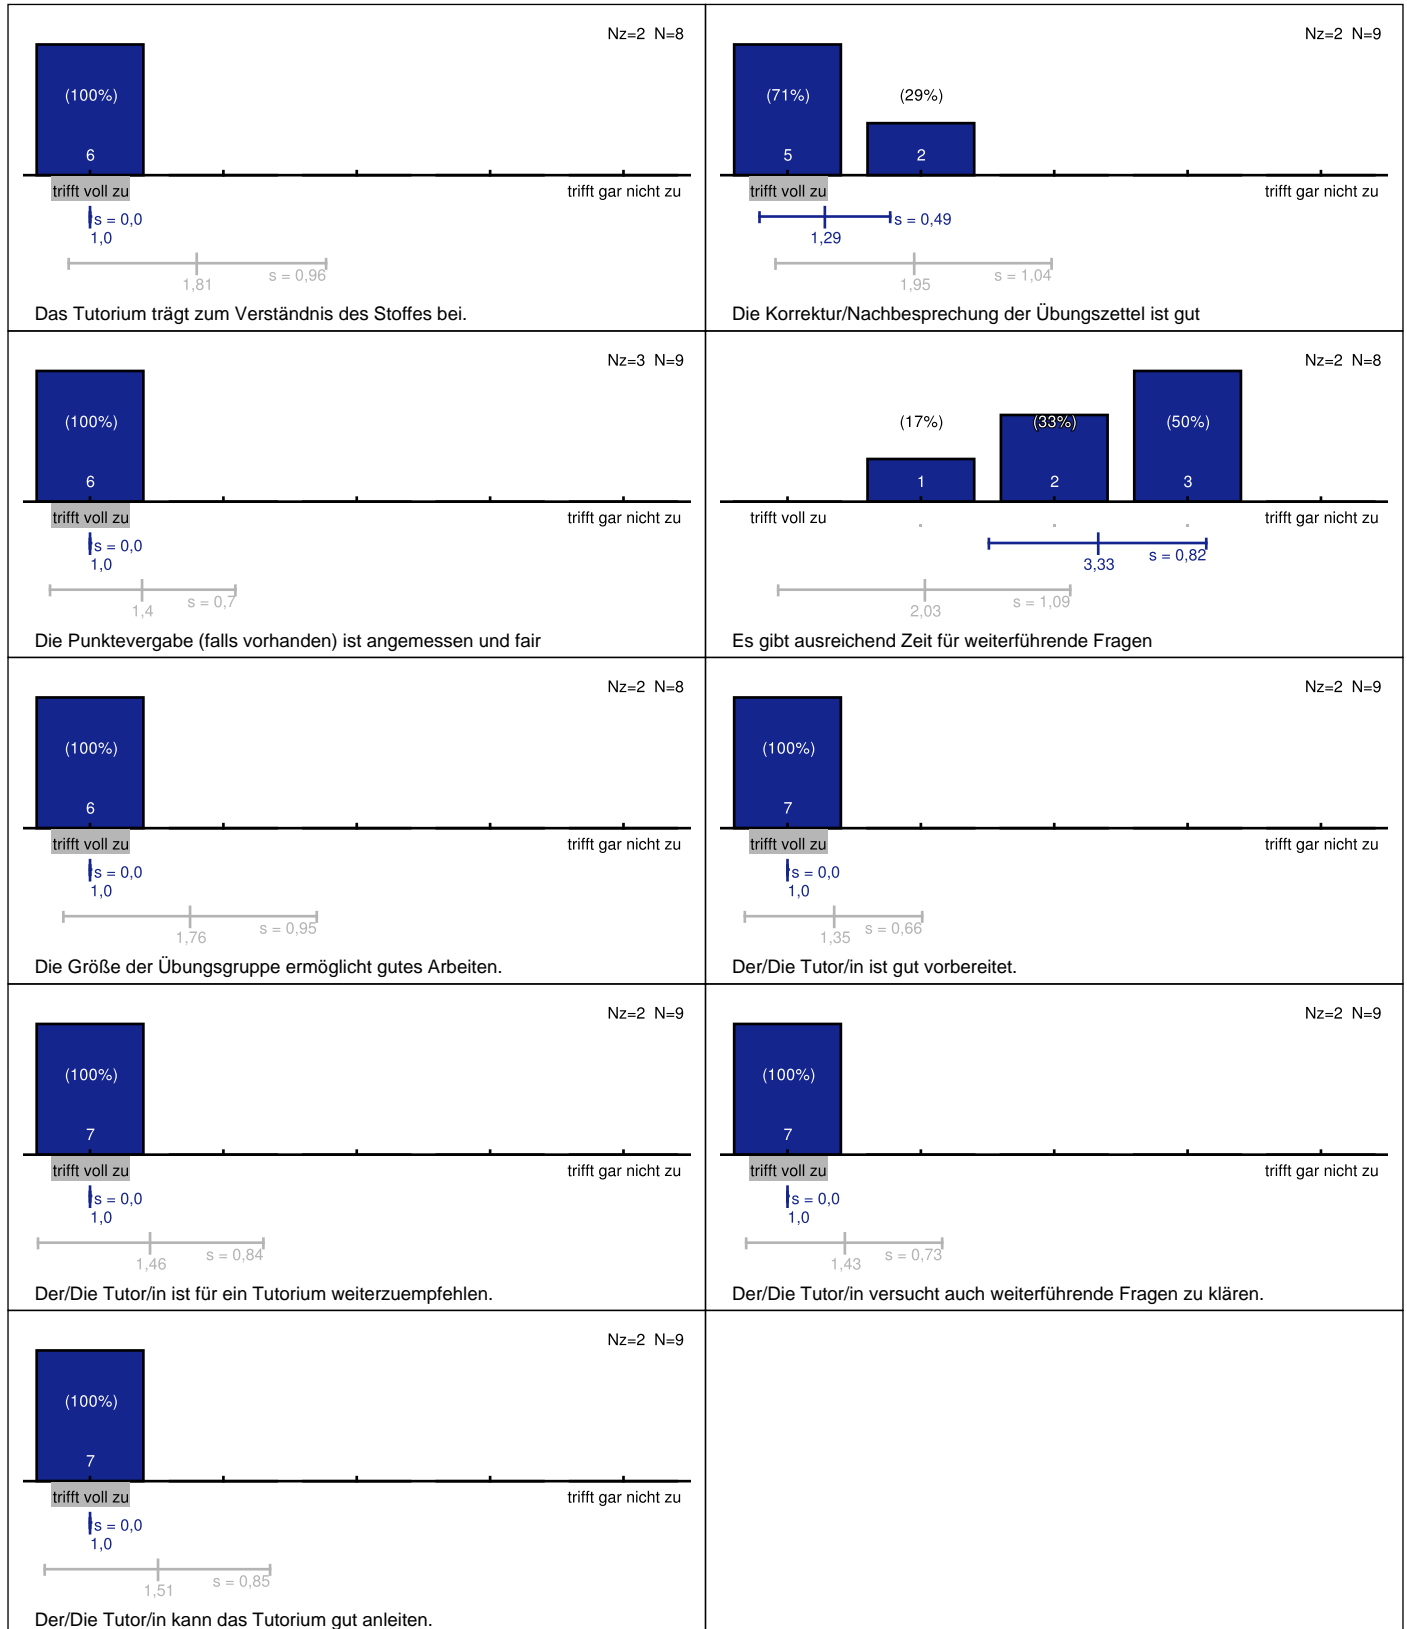 Nz=2 N=8
(100%)
6
trifft voll zu
trifft gar nicht zu
s = 0,0
1,0
s = 0,96
1,81
Das Tutorium trägt zum Verständnis des Stoffes bei.
Nz=2 N=9
(71%)
(29%)
5
2
trifft voll zu
trifft gar nicht zu
s = 0,49
1,29
s = 1,04
1,95
Die Korrektur/Nachbesprechung der Übungszettel ist gut
Nz=3 N=9
(100%)
6
trifft voll zu
trifft gar nicht zu
s = 0,0
1,0
s = 0,7
1,4
Die Punktevergabe (falls vorhanden) ist angemessen und fair
Nz=2 N=8
(17%)
(33%)
(50%)
1
2
3
trifft voll zu
trifft gar nicht zu
s = 0,82
3,33
s = 1,09
2,03
Es gibt ausreichend Zeit für weiterführende Fragen
Nz=2 N=8
(100%)
6
trifft voll zu
trifft gar nicht zu
s = 0,0
1,0
s = 0,95
1,76
Die Größe der Übungsgruppe ermöglicht gutes Arbeiten.
Nz=2 N=9
(100%)
7
trifft voll zu
trifft gar nicht zu
s = 0,0
1,0
s = 0,66
1,35
Der/Die Tutor/in ist gut vorbereitet.
Nz=2 N=9
(100%)
7
trifft voll zu
trifft gar nicht zu
s = 0,0
1,0
s = 0,84
1,46
Der/Die Tutor/in ist für ein Tutorium weiterzuempfehlen.
Nz=2 N=9
(100%)
7
trifft voll zu
trifft gar nicht zu
s = 0,0
1,0
s = 0,73
1,43
Der/Die Tutor/in versucht auch weiterführende Fragen zu klären.
Nz=2 N=9
(100%)
7
trifft voll zu
trifft gar nicht zu
s = 0,0
1,0
s = 0,85
1,51
Der/Die Tutor/in kann das Tutorium gut anleiten.